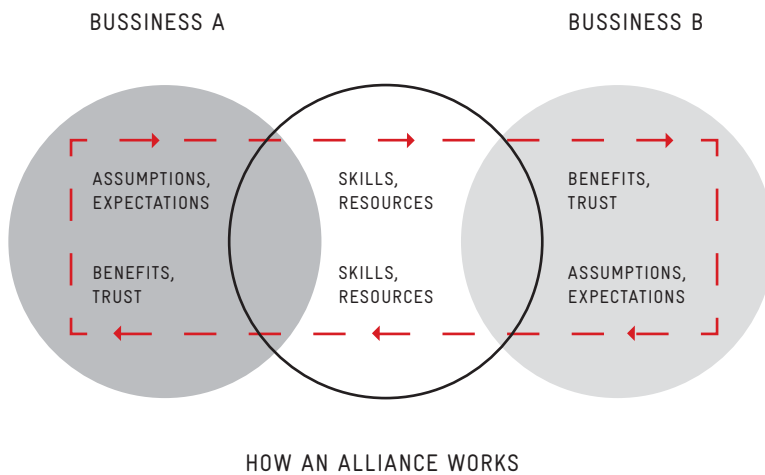 BUSSINESS A
BUSSINESS B
ASSUMPTIONS,
EXPECTATIONS
SKILLS,
RESOURCES
BENEFITS,
TRUST
BENEFITS,
TRUST
SKILLS,
RESOURCES
ASSUMPTIONS,
EXPECTATIONS
HOW AN ALLIANCE WORKS